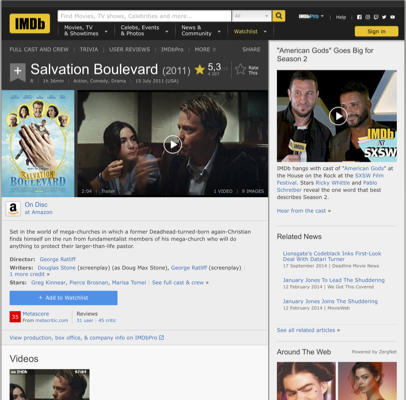 IMDb
Find Movies, TV shows, Celebrities and more...
All
IMDbPro
Help
Movies, TV
& Showtimes
Celebs, Events
& Photos
News &
Community
Watchlist
Sign in
FULL CAST AND CREW
TRIVIA
USER REVIEWS
IMDbPro
MORE
SHARE
Salvation Boulevard (2011)
5,3
Rate
This
1h 36min
Action, Comedy, Drama
15 July 2011 (USA)
SALVATION
BOULEVARD
2:04
Trailer
1 VIDEO
9 IMAGES
On Disc
at Amazon
Set in the world of mega-churches in which a former Deadhead-turned-born again-Christian
finds himself on the run from fundamentalist members of his mega-church who will do
anything to protect their larger-than-life pastor.
Director: George Ratliff
Writers: Douglas Stone (screenplay) (as Doug Max Stone), George Ratliff (screenplay) |
1 more credit »
Stars: Greg Kinnear, Pierce Brosnan, Marisa Tomei | See full cast & crew »
+ Add to Watchlist
35
Metascore
From metacritic.com
Reviews
31 user | 45 critic
View production, box office, & company info on IMDbPro
Videos
"American Gods" Goes Big for
Season 2
IMDb
at
SXSW
IMDb hangs with cast of "American Gods" at
the House on the Rock at the SXSW Film
Festival. Stars Ricky Whittle and Pablo
Schreiber reveal the one word that best
describes Season 2.
Hear from the cast »
Related News
Lionsgate's Codeblack Inks First-Look
Deal With Datari Turner
17 September 2014 | Deadline Movie News
January Jones To Lead The Shuddering
12 February 2014 | We Got This Covered
January Jones Joins The Shuddering
12 February 2014 | MovieWeb
See all related articles »
Around The Web
Powered by ZergNet